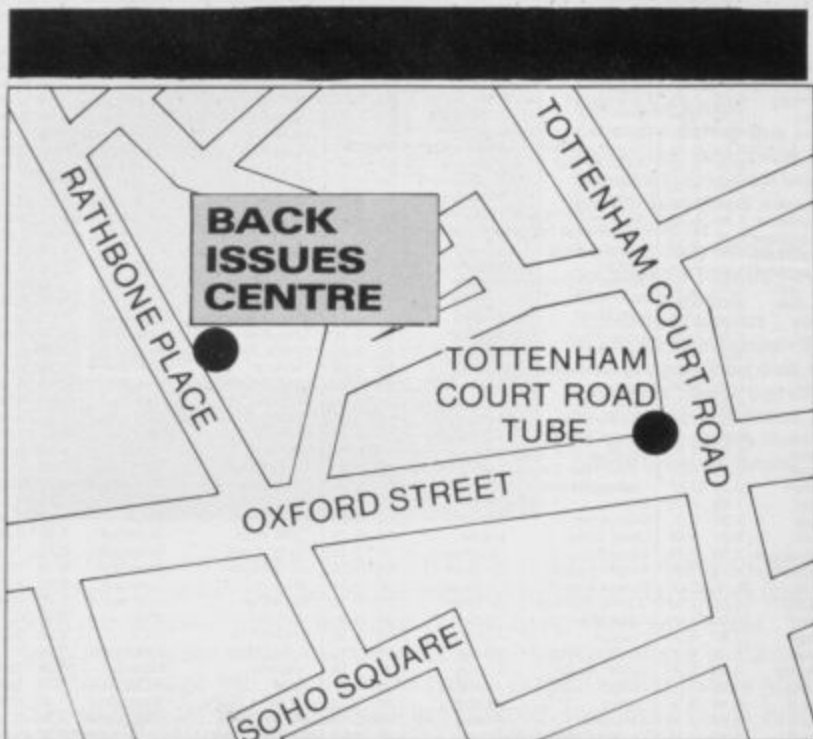 RATHBONE PLACE
BACK
ISSUES
CENTRE
TOTTENHAM COURT ROAD
TOTTENHAM
COURT ROAD
TUBE
OXFORD STREET
SOHO SQUARE